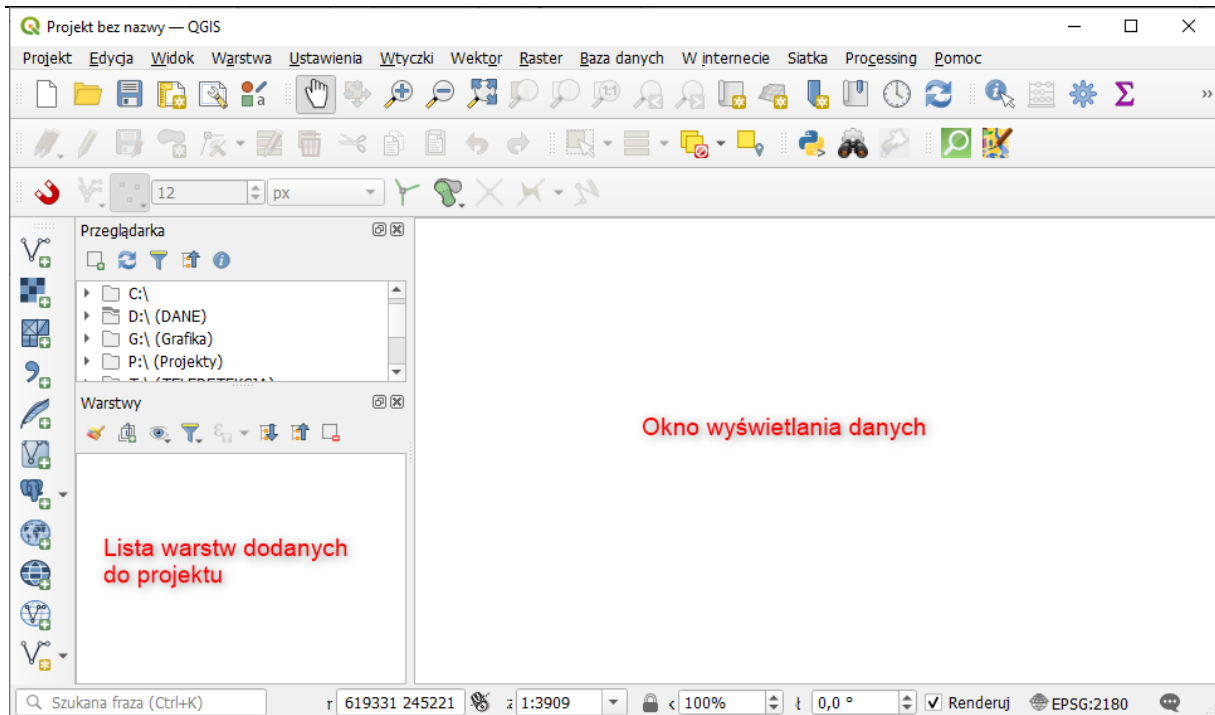 Projekt bez nazwy — QGIS
Projekt Edycja Widok Warstwa Ustawienia Wtyczki Wektor Raster Baza danych W internecie Siatka Processing Pomoc
12 px
Przeglądarka
C:\
D:\ (DANE)
G:\ (Grafika)
P:\ (Projekty)
Warstwy
Okno wyświetlania danych
Lista warstw dodanych
do projektu
Szukana fraza (Ctrl+K) 619331 245221 1:3909 100% 0,0 ° Renderuj EPSG:2180